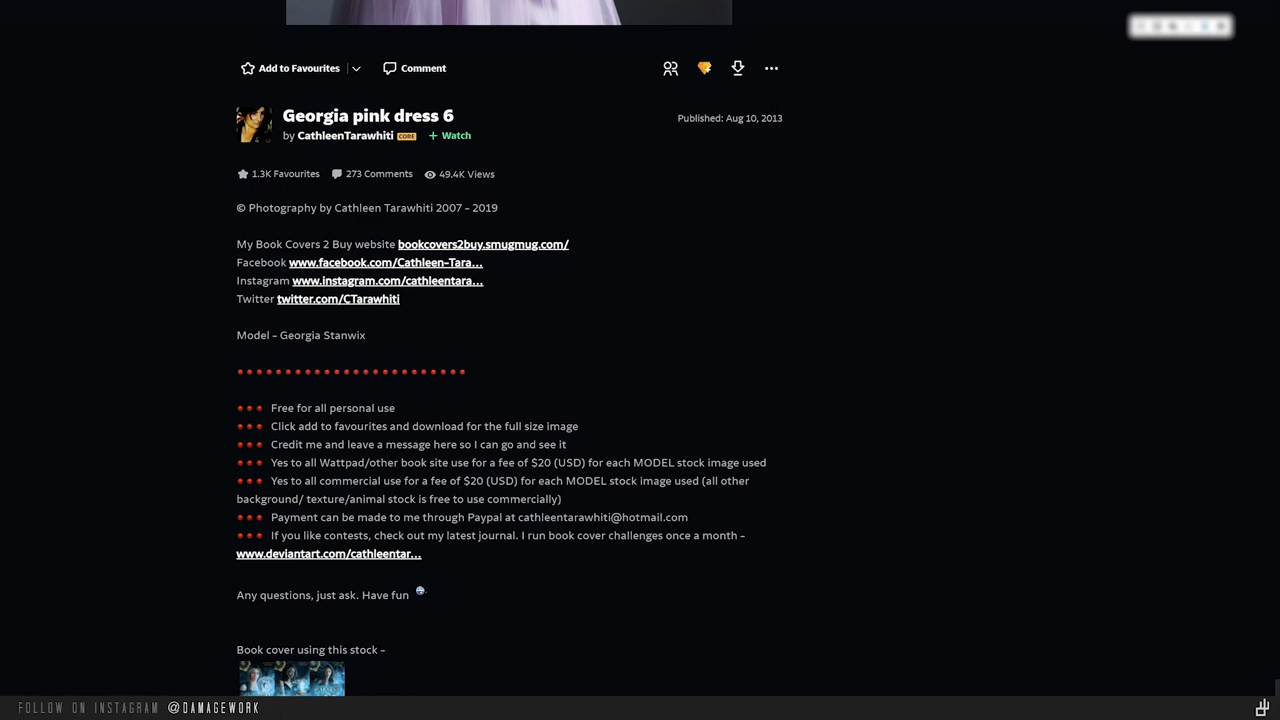 Add to Favourites
Comment
Georgia pink dress 6
by CathleenTarawhiti CORE + Watch
Published: Aug 10, 2013
1.3K Favourites 273 Comments 49.4K Views
© Photography by Cathleen Tarawhiti 2007 - 2019
My Book Covers 2 Buy website bookcovers2buy.smugmug.com/
Facebook www.facebook.com/Cathleen-Tara...
Instagram www.instagram.com/cathleentara...
Twitter twitter.com/CTarawhiti
Model - Georgia Stanwix
Free for all personal use
Click add to favourites and download for the full size image
Credit me and leave a message here so I can go and see it
Yes to all Wattpad/other book site use for a fee of $20 (USD) for each MODEL stock image used
Yes to all commercial use for a fee of $20 (USD) for each MODEL stock image used (all other
background/ texture/animal stock is free to use commercially)
Payment can be made to me through Paypal at cathleentarawhiti@hotmail.com
If you like contests, check out my latest journal. I run book cover challenges once a month -
www.deviantart.com/cathleentar...
Any questions, just ask. Have fun
Book cover using this stock -
FOLLOW ON INSTAGRAM @DAMAGEWORK